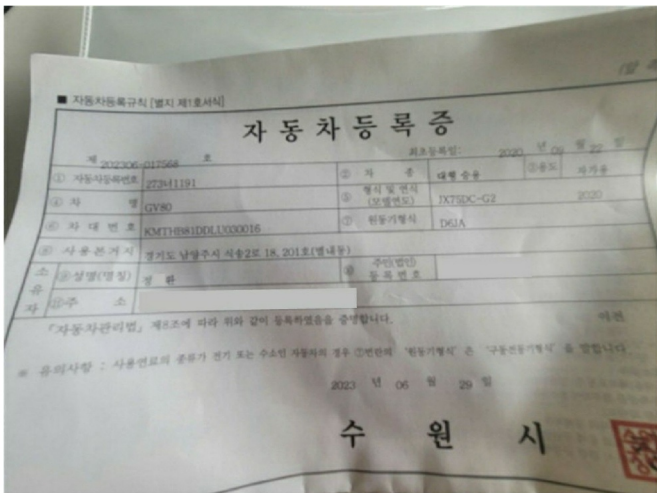 (앞 쪽
■ 자동차등록규칙 [별지 제1호서식]
자동차등록증
제 202306-017568 호 최초등록일: 2020 년 09 월 22 일
① 자동차등록번호 273너1191 ② 차 종 대형 승용 ③용도 자가용
④ 차 명 GV80 ⑤ 형식 및 연식 (모델연도) JX75DC-G2 2020
⑥ 차 대 번 호 KMTHB81DDLU030016 ⑦ 원동기형식 D6JA
⑧ 사용본거지 경기도 남양주시 식송2로 18, 201호(별내동)
소유자 ⑨성명(명칭) 정 환 ⑩ 주민(법인)등록번호
⑪주 소
「자동차관리법」 제8조에 따라 위와 같이 등록하였음을 증명합니다. 이전
※ 유의사항 : 사용연료의 종류가 전기 또는 수소인 자동차의 경우 ⑦번란의 '원동기형식' 은 '구동전동기형식' 을 말합니다
2023 년 06 월 29 일
수 원 시